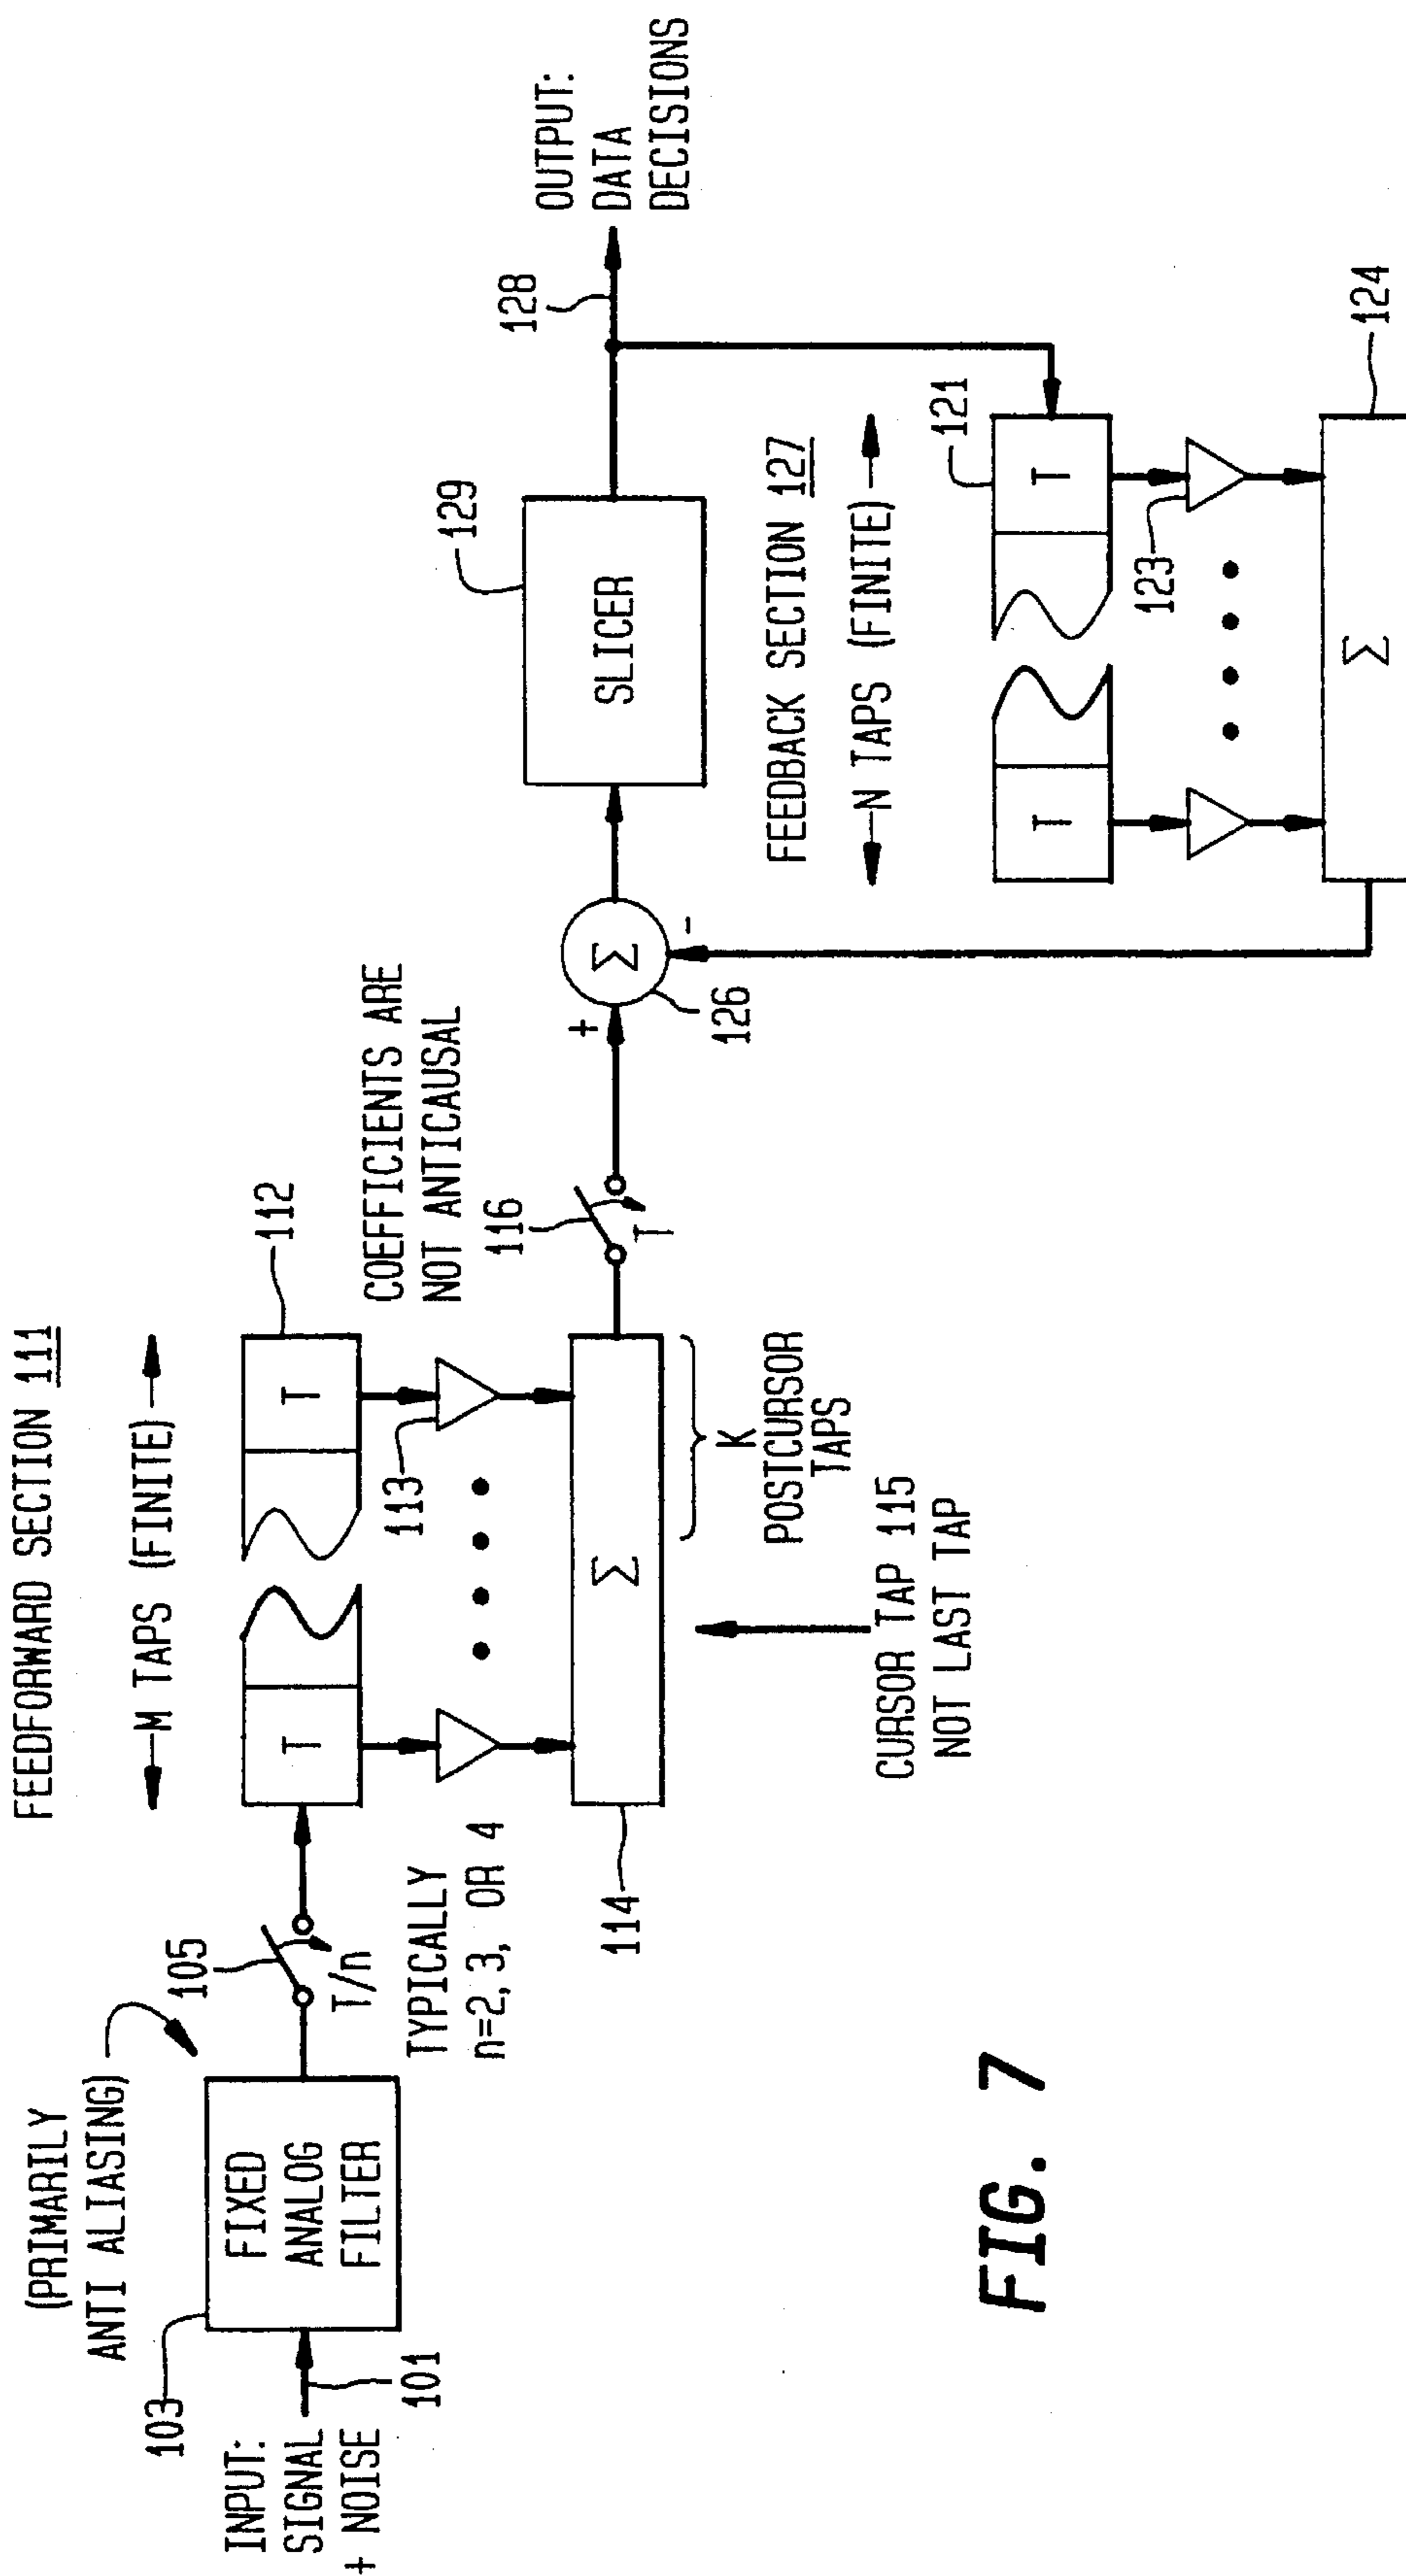 FEEDFORWARD SECTION 111
M TAPS (FINITE)
112
T
T
113
Σ
114
K
POSTCURSOR
TAPS
CURSOR TAP 115
NOT LAST TAP
(PRIMARILY
ANTI ALIASING)
103
FIXED
ANALOG
FILTER
INPUT:
SIGNAL
+ NOISE
101
105
T/n
TYPICALLY
n=2, 3, OR 4
COEFFICIENTS ARE
NOT ANTICAUSAL
116
T
+
Σ
-
126
SLICER
129
128
OUTPUT:
DATA
DECISIONS
FEEDBACK SECTION 127
N TAPS (FINITE)
121
T
T
123
Σ
124
FIG. 7